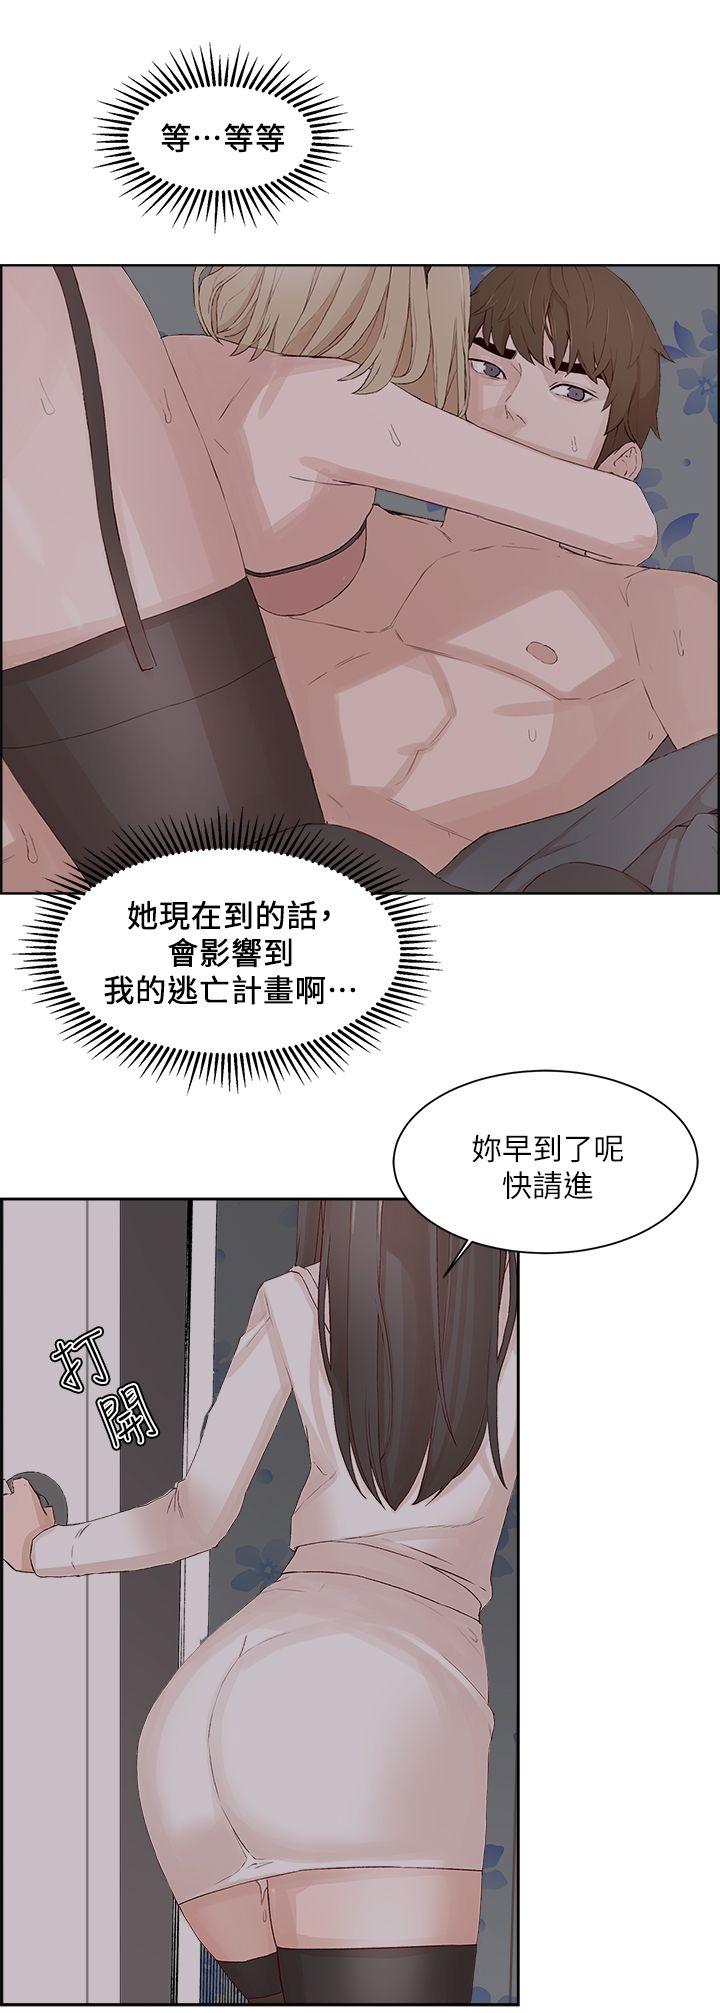 等⋯等等
她現在到的話,
會影響到
我的逃亡計畫啊⋯
妳早到了呢
快請進
打開